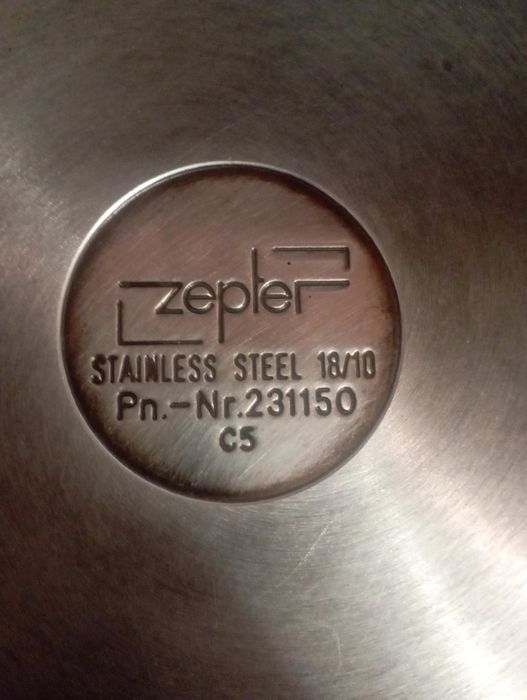 zepter
STAINLESS STEEL 18/10
Pn.-Nr.231150
C5